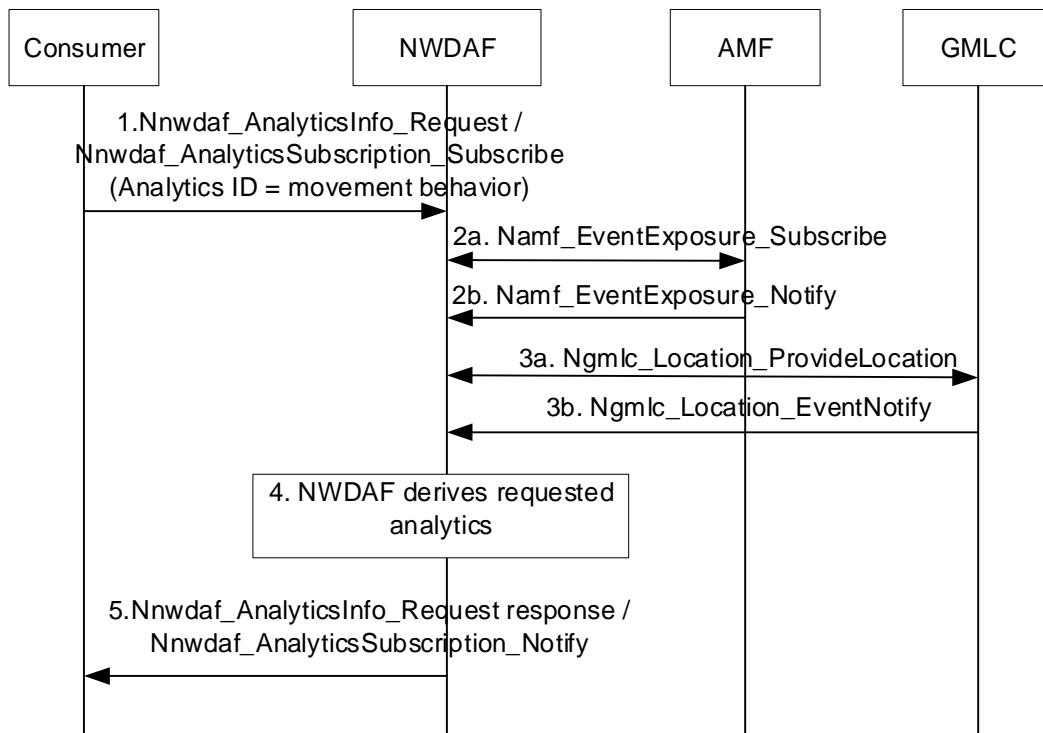 Consumer
NWDAF
AMF
GMLC
1.Nnwdaf_AnalyticsInfo_Request /
Nnwdaf_AnalyticsSubscription_Subscribe
(Analytics ID = movement behavior)
2a. Namf_EventExposure_Subscribe
2b. Namf_EventExposure_Notify
3a. Ngmlc_Location_ProvideLocation
3b. Ngmlc_Location_EventNotify
4. NWDAF derives requested
analytics
5.Nnwdaf_AnalyticsInfo_Request response /
Nnwdaf_AnalyticsSubscription_Notify